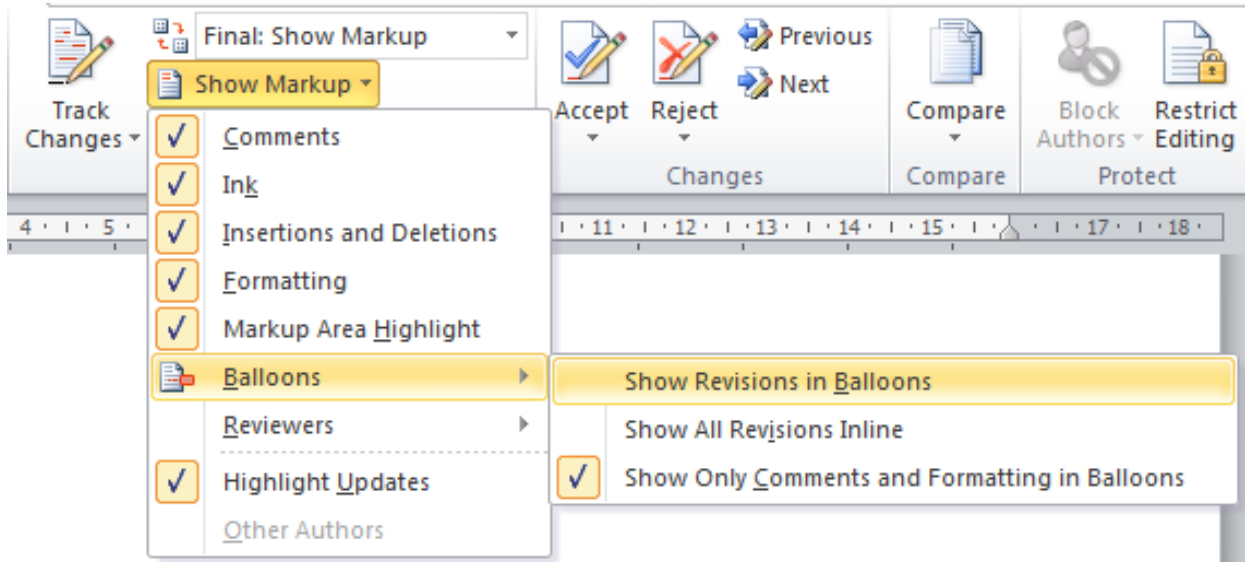 Track
Changes
Final: Show Markup
Show Markup
Accept
Reject
Previous
Next
Changes
Compare
Compare
Block
Authors
Restrict
Editing
Protect
4 · 5 · 11 · 12 · 13 · 14 · 15 · 17 · 18
Comments
Ink
Insertions and Deletions
Formatting
Markup Area Highlight
Balloons
Reviewers
Highlight Updates
Other Authors
Show Revisions in Balloons
Show All Revisions Inline
Show Only Comments and Formatting in Balloons